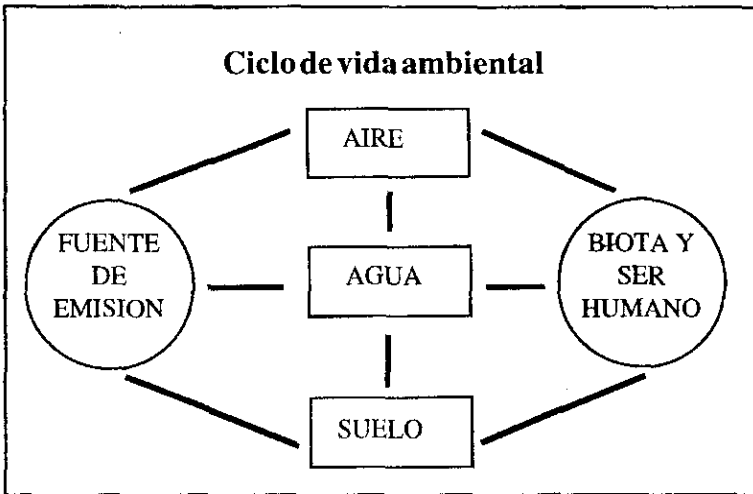 Ciclo de vida ambiental
AIRE
FUENTE
DE
EMISION
AGUA
BIOTA Y
SER
HUMANO
SUELO